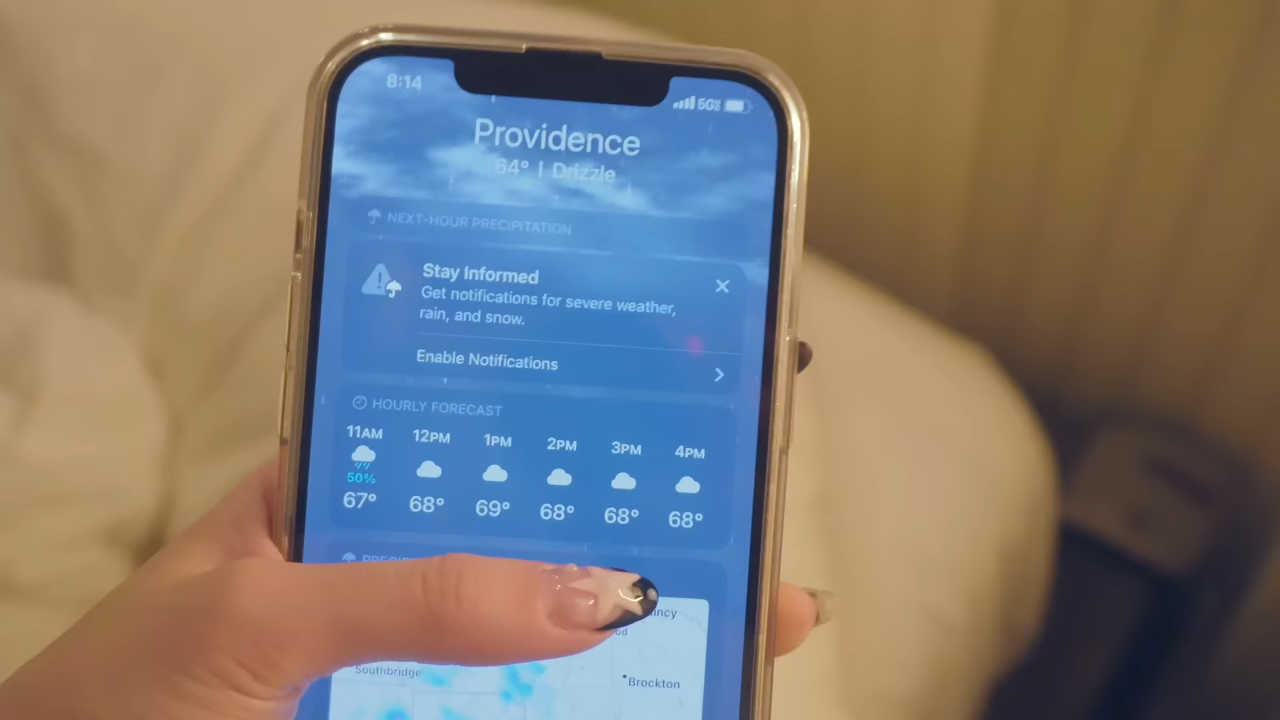 8:14 5G
Providence
64° | Drizzle
NEXT-HOUR PRECIPITATION
Stay Informed
Get notifications for severe weather,
rain, and snow.
Enable Notifications
HOURLY FORECAST
11AM 12PM 1PM 2PM 3PM 4PM
50%
67° 68° 69° 68° 68° 68°
Southbridge
Brockton